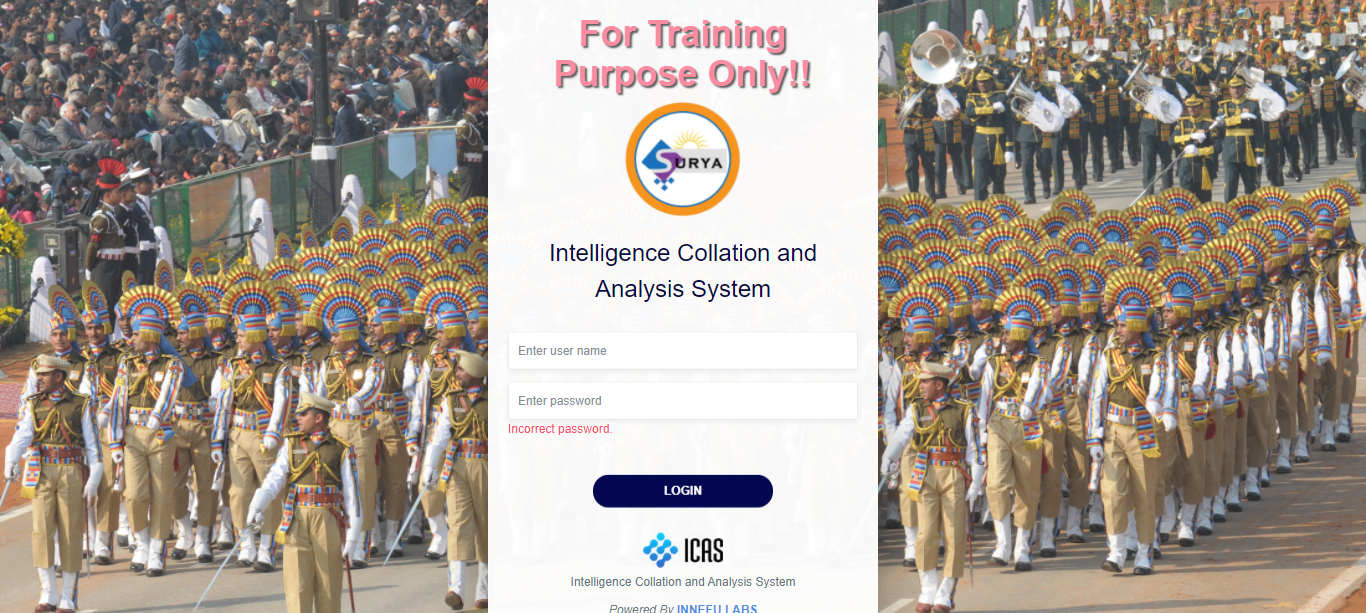 For Training
Purpose Only!!
SURYA
Intelligence Collation and
Analysis System
Enter user name
Enter password
Incorrect password.
LOGIN
ICAS
Intelligence Collation and Analysis System
Powered By INNEFU LABS